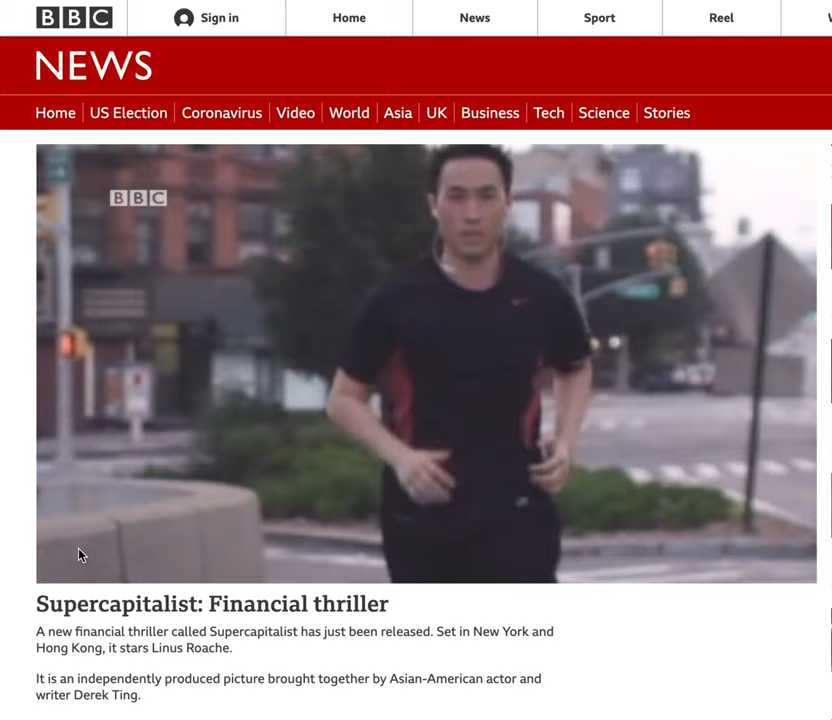 BBC Sign in Home News Sport Reel
NEWS
Home US Election Coronavirus Video World Asia UK Business Tech Science Stories
BBC
Supercapitalist: Financial thriller
A new financial thriller called Supercapitalist has just been released. Set in New York and
Hong Kong, it stars Linus Roache.
It is an independently produced picture brought together by Asian-American actor and
writer Derek Ting.